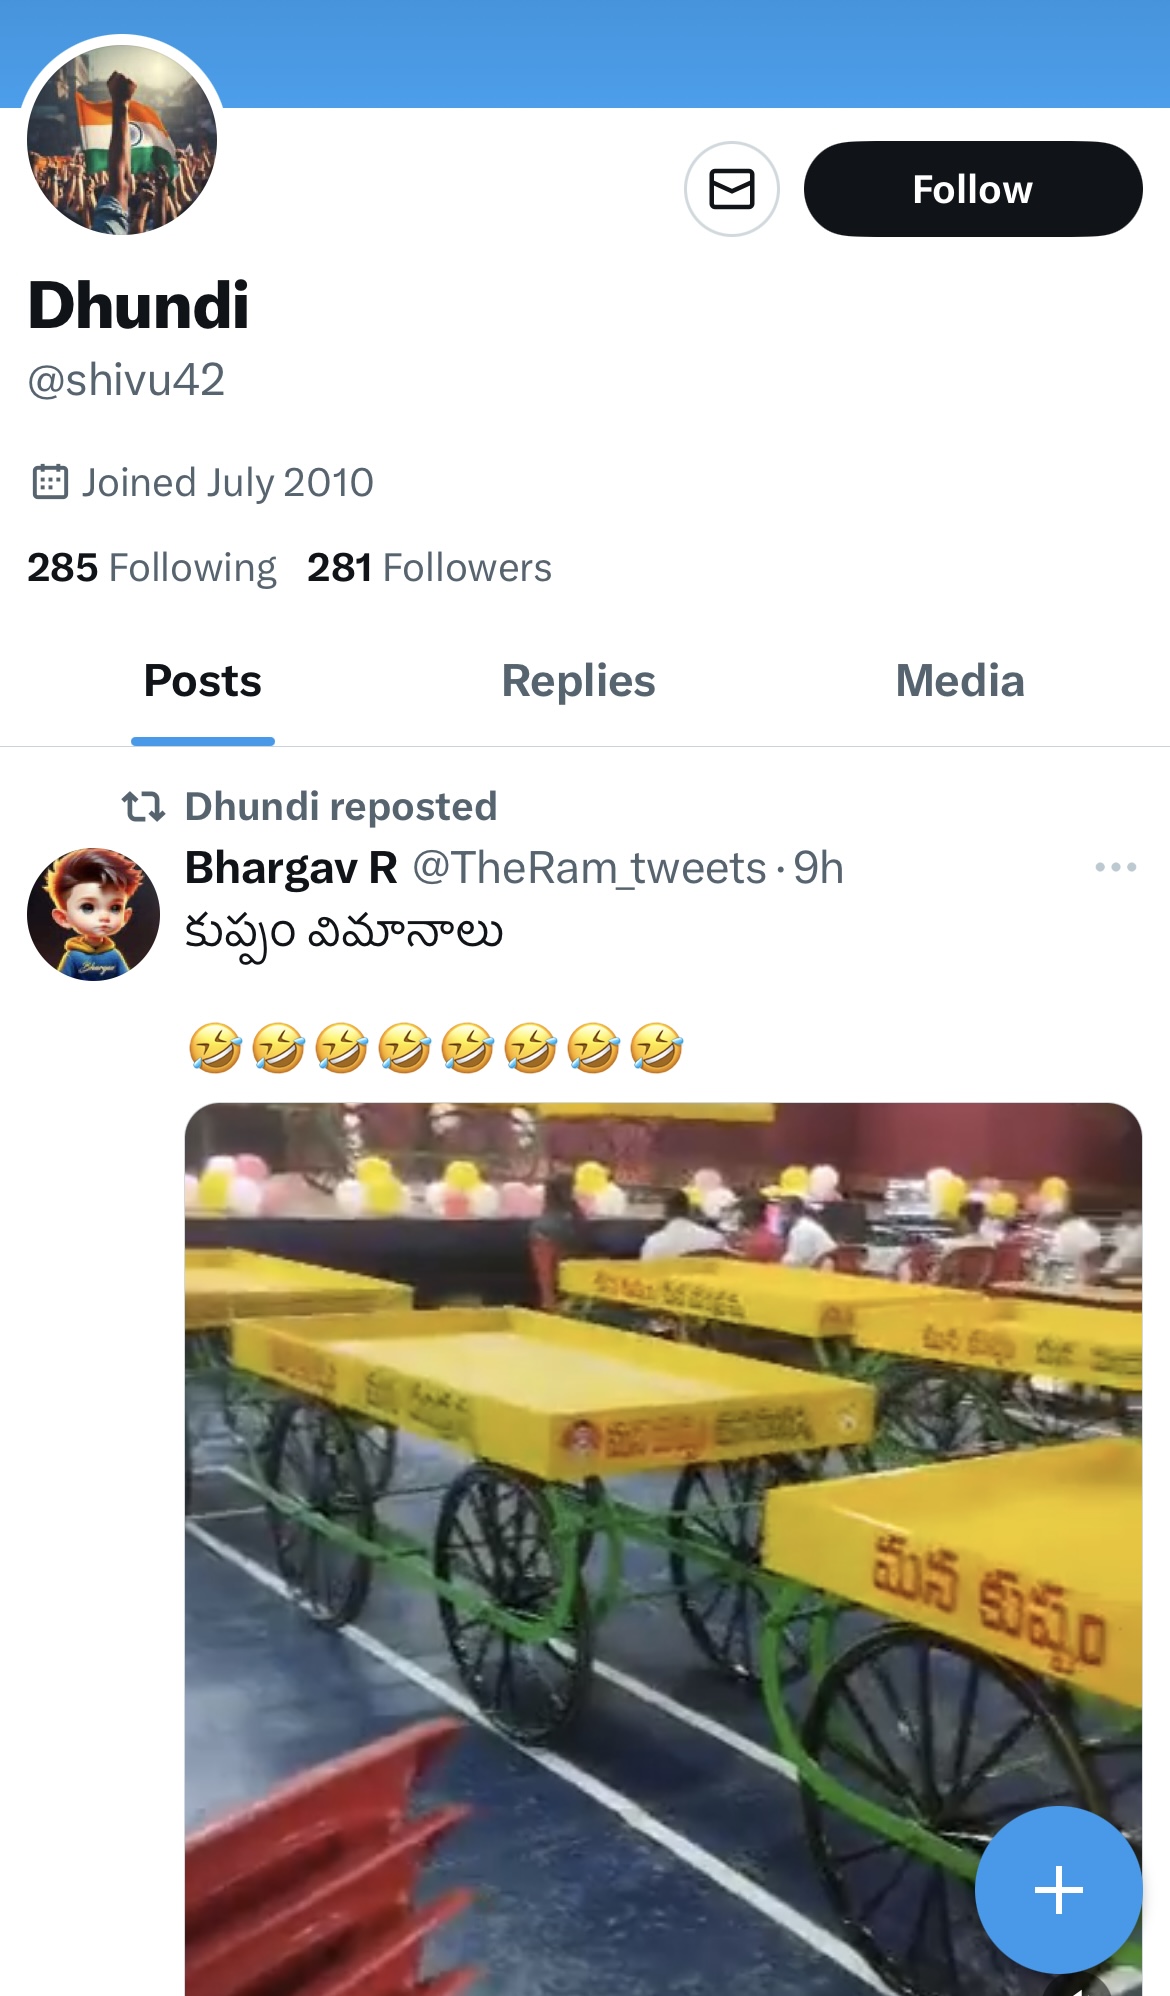 Follow
Dhundi
@shivu42
Joined July 2010
285 Following 281 Followers
Posts Replies Media
Dhundi reposted
Bhargav R @TheRam_tweets · 9h
కుప్పం విమానాలు
🤣🤣🤣🤣🤣🤣🤣🤣
మన కుప్పం